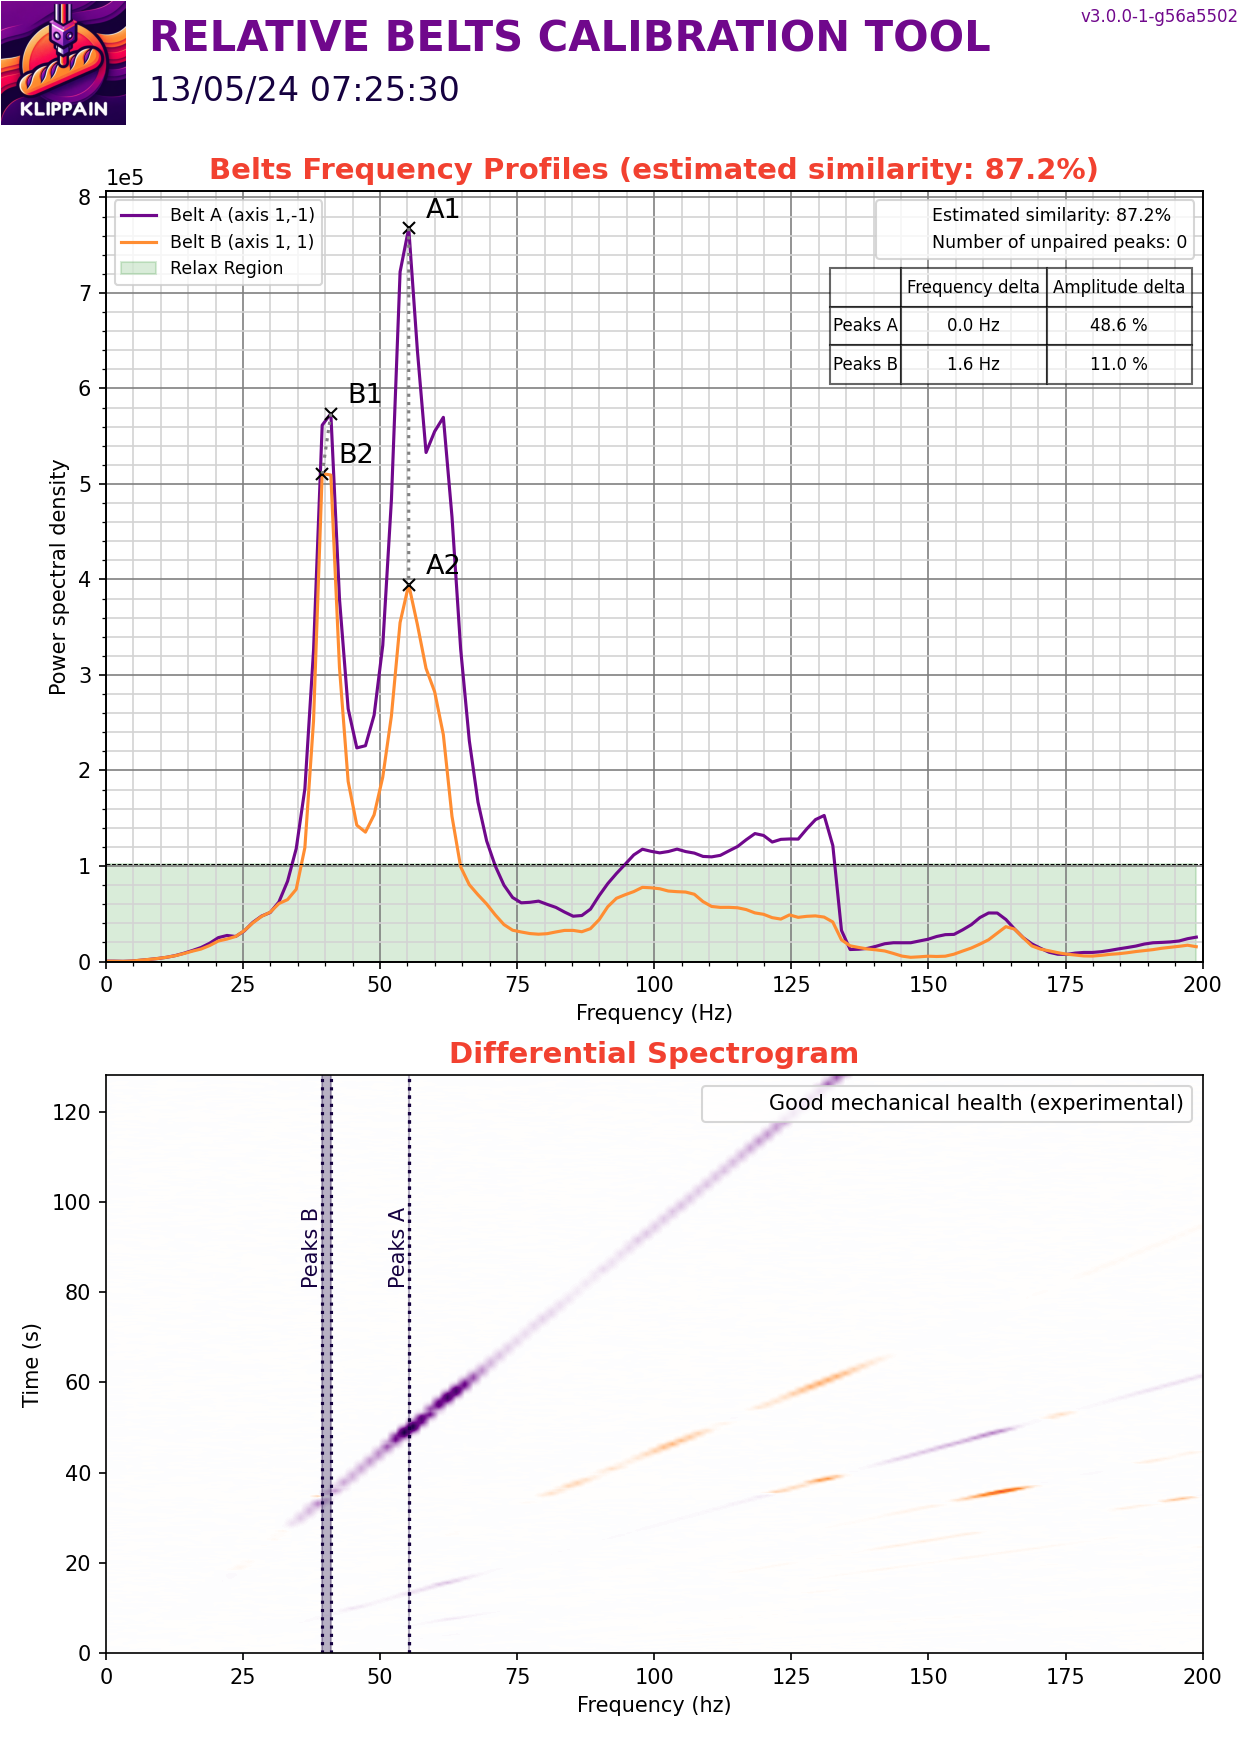 KLIPPAIN
RELATIVE BELTS CALIBRATION TOOL
13/05/24 07:25:30
v3.0.0-1-g56a5502
Belts Frequency Profiles (estimated similarity: 87.2%)
1e5
Belt A (axis 1,-1)
Belt B (axis 1, 1)
Relax Region
Estimated similarity: 87.2%
Number of unpaired peaks: 0
Frequency delta Amplitude delta
Peaks A 0.0 Hz 48.6 %
Peaks B 1.6 Hz 11.0 %
A1
B1
B2
A2
8
7
6
5
4
3
2
1
0
Power spectral density
0 25 50 75 100 125 150 175 200
Frequency (Hz)
Differential Spectrogram
Good mechanical health (experimental)
Peaks B
Peaks A
120
100
80
60
40
20
0
Time (s)
0 25 50 75 100 125 150 175 200
Frequency (hz)